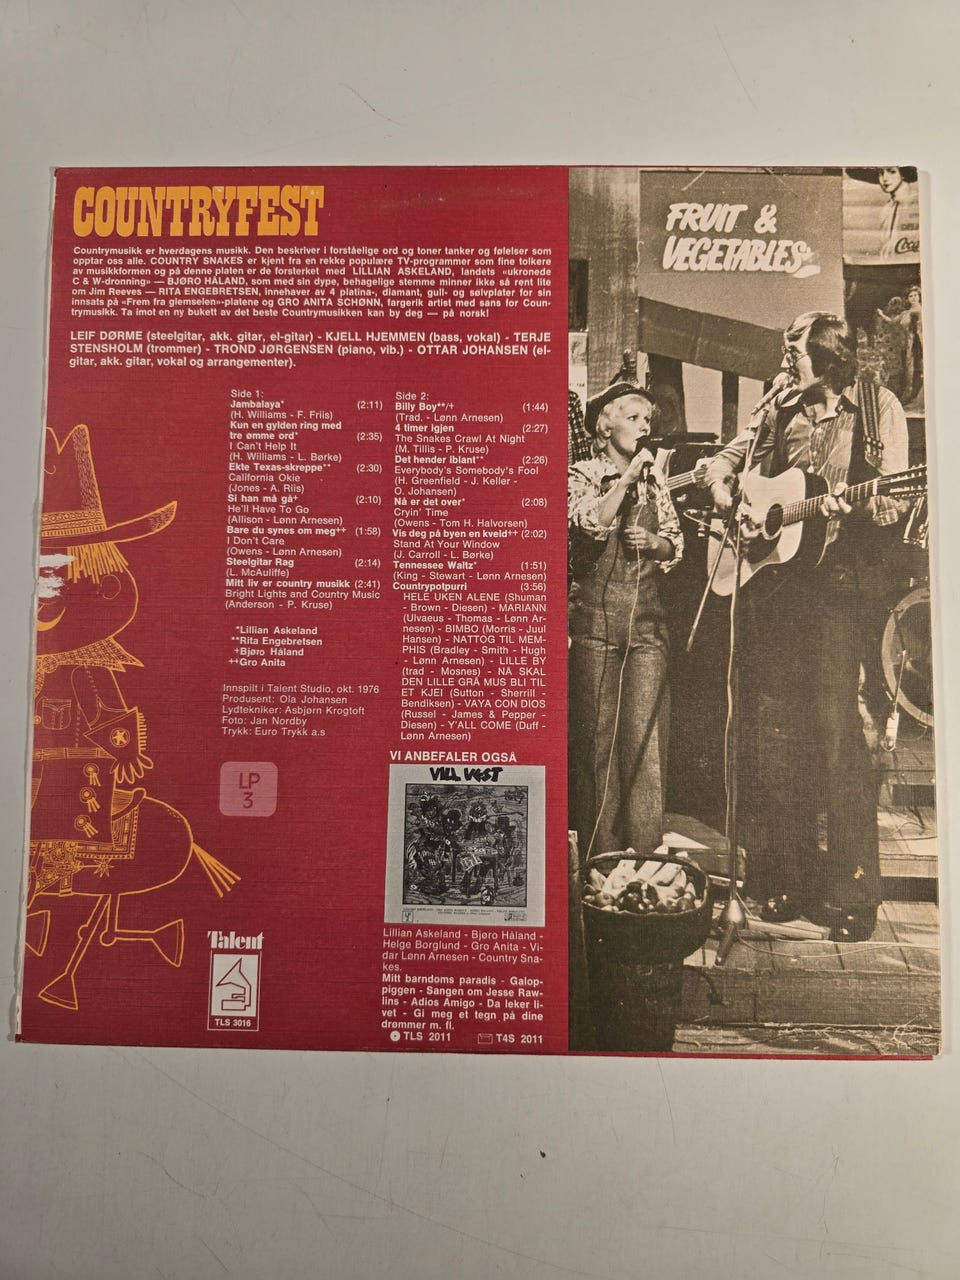 COUNTRYFEST
Countrymusikk er hverdagens musikk. Den beskriver i forståelige ord og toner tanker og følelser som
opptar oss alle. COUNTRY SNAKES er kjent fra en rekke populære TV-programmer som fine tolkere
av musikkformen og på denne platen er de forsterket med LILLIAN ASKELAND, landets «ukronede
C & W-dronning» — BJØRO HÅLAND, som med sin dype, behagelige stemme minner ikke så rent lite
om Jim Reeves — RITA ENGEBRETSEN, innehaver av 4 platina-, diamant, gull- og sølvplater for sin
innsats på «Frem fra glemselen»-platene og GRO ANITA SCHØNN, fargerik artist med sans for Coun-
trymusikk. Ta imot en ny bukett av det beste Countrymusikken kan by deg — på norsk!
LEIF DØRME (steelgitar, akk. gitar, el-gitar) - KJELL HJEMMEN (bass, vokal) - TERJE
STENSHOLM (trommer) - TROND JØRGENSEN (piano, vib.) - OTTAR JOHANSEN (el-
gitar, akk. gitar, vokal og arrangementer).
Side 1:
Jambalaya* (2:11)
(H. Williams - F. Friis)
Kun en gylden ring med
tre ømme ord* (2:35)
I Can't Help It
(H. Williams - L. Børke)
Ekte Texas-skreppe** (2:30)
California Okie
(Jones - A. Riis)
Si han må gå+ (2:10)
He'll Have To Go
(Allison - Lønn Arnesen)
Bare du synes om meg++ (1:58)
I Don't Care
(Owens - Lønn Arnesen)
Steelgitar Rag (2:14)
(L. McAuliffe)
Mitt liv er country musikk (2:41)
Bright Lights and Country Music
(Anderson - P. Kruse)
*Lillian Askeland
**Rita Engebretsen
+Bjøro Håland
++Gro Anita
Innspilt i Talent Studio, okt. 1976
Produsent: Ola Johansen
Lydtekniker: Asbjørn Krogtoft
Foto: Jan Nordby
Trykk: Euro Trykk a.s
LP
3
Talent
TLS 3016
Side 2:
Billy Boy**/+ (1:44)
(Trad. - Lønn Arnesen)
4 timer igjen (2:27)
The Snakes Crawl At Night
(M. Tillis - P. Kruse)
Det hender iblant** (2:26)
Everybody's Somebody's Fool
(H. Greenfield - J. Keller -
O. Johansen)
Nå er det over* (2:08)
Cryin' Time
(Owens - Tom H. Halvorsen)
Vis deg på byen en kveld++ (2:02)
Stand At Your Window
(J. Carroll - L. Børke)
Tennessee Waltz* (1:51)
(King - Stewart - Lønn Arnesen)
Countrypotpurri (3:56)
HELE UKEN ALENE (Shuman
- Brown - Diesen) - MARIANN
(Ulvaeus - Thomas - Lønn Ar-
nesen) - BIMBO (Morris - Juul
Hansen) - NATTOG TIL MEM-
PHIS (Bradley - Smith - Hugh
- Lønn Arnesen) - LILLE BY
(trad - Mosnes) - NÅ SKAL
DEN LILLE GRÅ MUS BLI TIL
ET KJEI (Sutton - Sherrill -
Bendiksen) - VAYA CON DIOS
(Russel - James & Pepper -
Diesen) - Y'ALL COME (Duff -
Lønn Arnesen)
VI ANBEFALER OGSÅ
VILL VEST
Lillian Askeland - Bjøro Håland -
Helge Borglund - Gro Anita - Vi-
dar Lønn Arnesen - Country Sna-
kes.
Mitt barndoms paradis - Galop-
piggen - Sangen om Jesse Raw-
lins - Adios Amigo - Da leker li-
vet - Gi meg et tegn på dine
drømmer m. fl.
TLS 2011 T4S 2011
FRUIT &
VEGETABLES
Coca